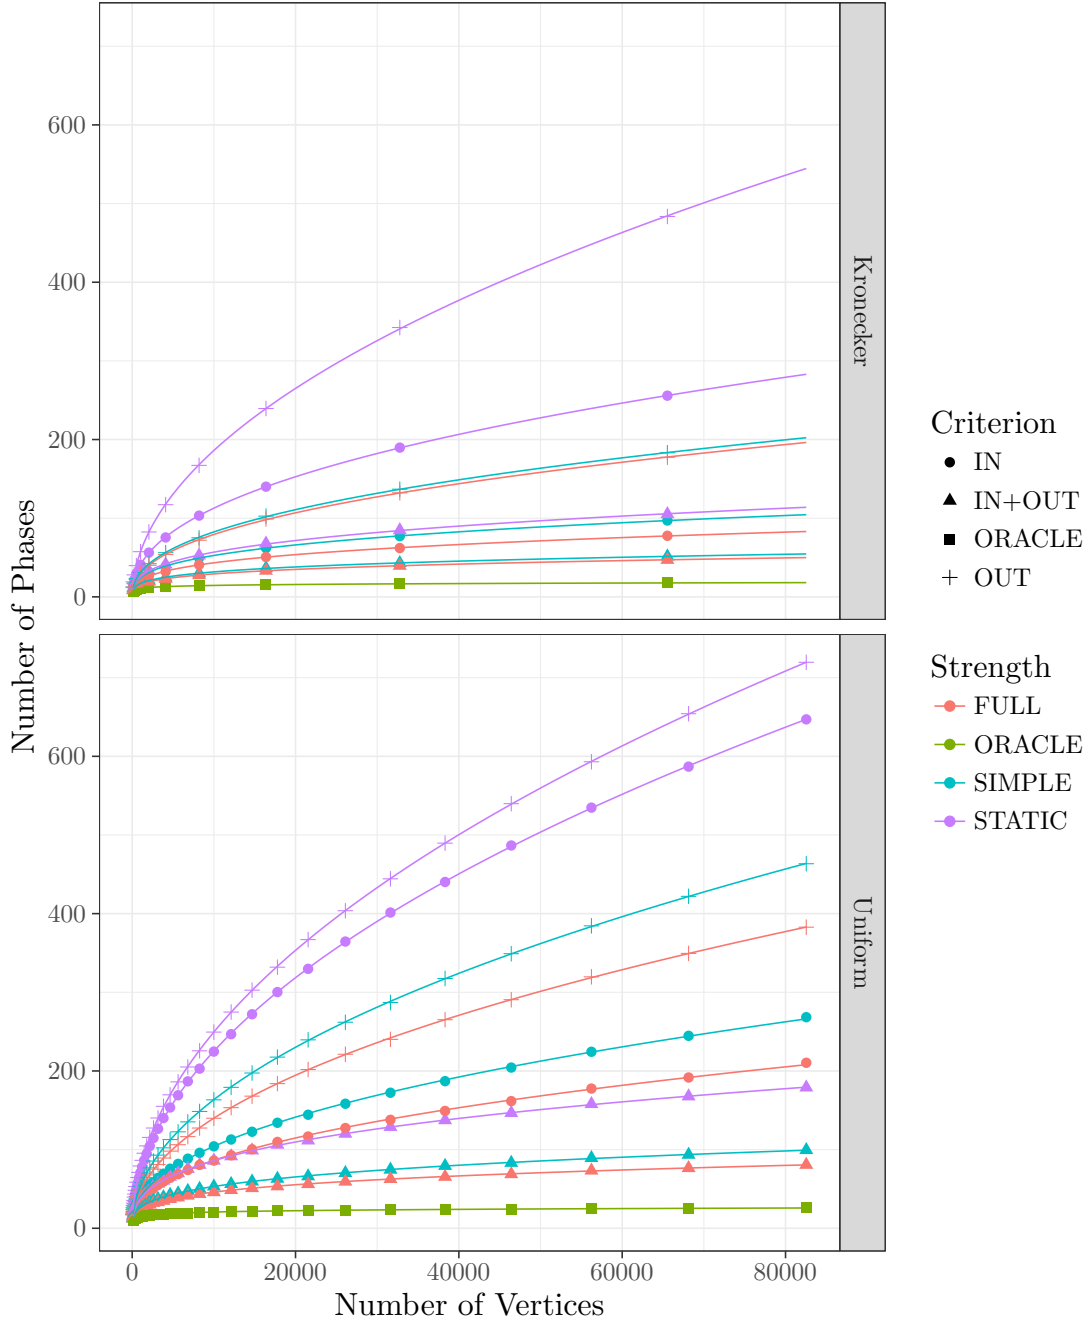 Number of Phases
600
400
200
0
Kronecker
600
400
200
0
Uniform
0
20000
40000
60000
80000
Number of Vertices
Criterion
IN
IN+OUT
ORACLE
OUT
Strength
FULL
ORACLE
SIMPLE
STATIC